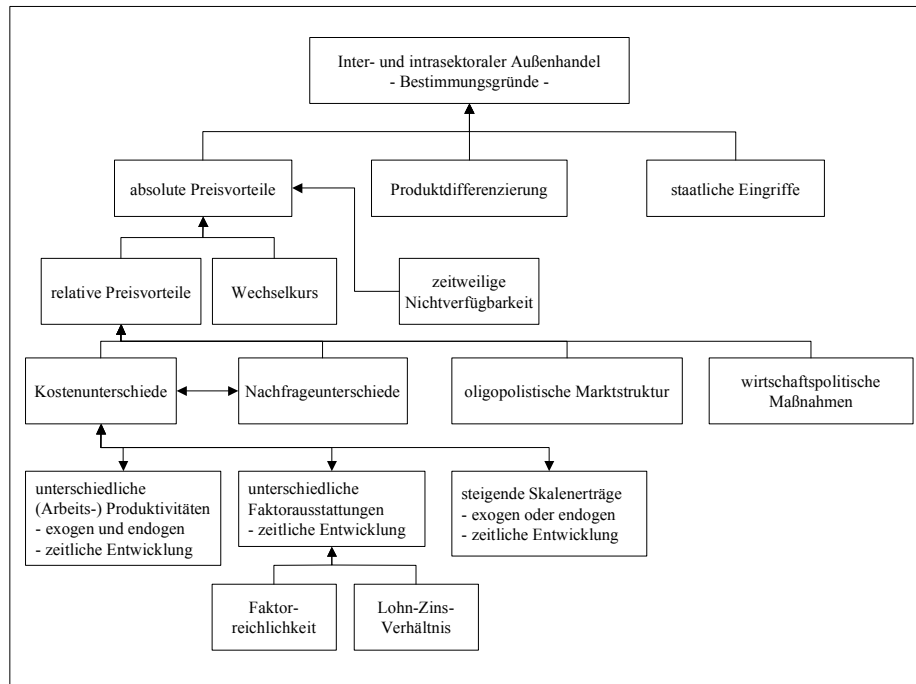 Inter- und intrasektoraler Außenhandel
- Bestimmungsgründe -
absolute Preisvorteile
Produktdifferenzierung
staatliche Eingriffe
relative Preisvorteile
Wechselkurs
zeitweilige
Nichtverfügbarkeit
Kostenunterschiede
Nachfrageunterschiede
oligopolistische Marktstruktur
wirtschaftspolitische
Maßnahmen
unterschiedliche
(Arbeits-) Produktivitäten
- exogen und endogen
- zeitliche Entwicklung
unterschiedliche
Faktorausstattungen
- zeitliche Entwicklung
steigende Skalenerträge
- exogen oder endogen
- zeitliche Entwicklung
Faktor-
reichlichkeit
Lohn-Zins-
Verhältnis